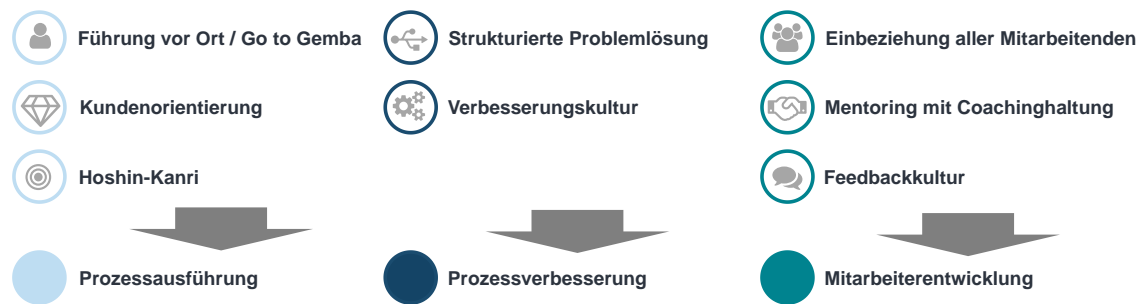 Führung vor Ort / Go to Gemba
Kundenorientierung
Hoshin-Kanri
Prozessausführung
Strukturierte Problemlösung
Verbesserungskultur
Prozessverbesserung
Einbeziehung aller Mitarbeitenden
Mentoring mit Coachinghaltung
Feedbackkultur
Mitarbeiterentwicklung